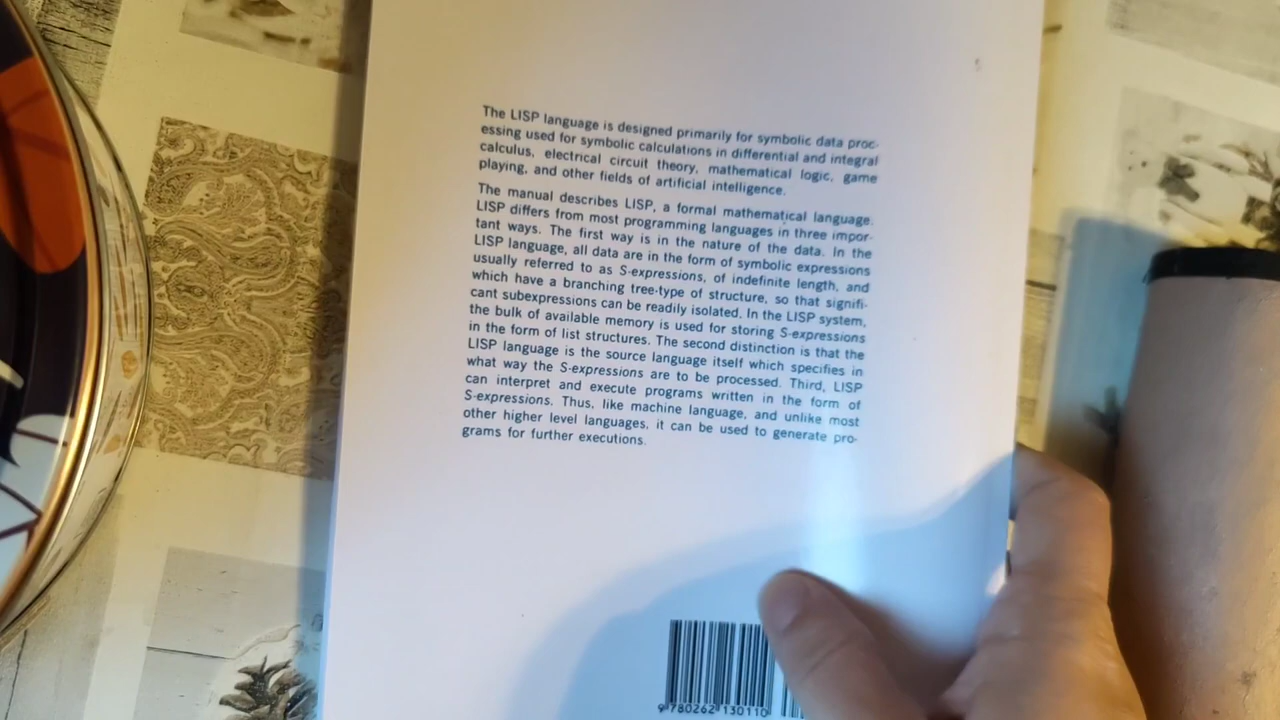 The LISP language is designed primarily for symbolic data proc-
essing used for symbolic calculations in differential and integral
calculus, electrical circuit theory, mathematical logic, game
playing, and other fields of artificial intelligence.
The manual describes LISP, a formal mathematical language.
LISP differs from most programming languages in three impor-
tant ways. The first way is in the nature of the data. In the
LISP language, all data are in the form of symbolic expressions
usually referred to as S-expressions, of indefinite length, and
which have a branching tree-type of structure, so that signifi-
cant subexpressions can be readily isolated. In the LISP system,
the bulk of available memory is used for storing S-expressions
in the form of list structures. The second distinction is that the
LISP language is the source language itself which specifies in
what way the S-expressions are to be processed. Third, LISP
can interpret and execute programs written in the form of
S-expressions. Thus, like machine language, and unlike most
other higher level languages, it can be used to generate pro-
grams for further executions.
9 780262 130110